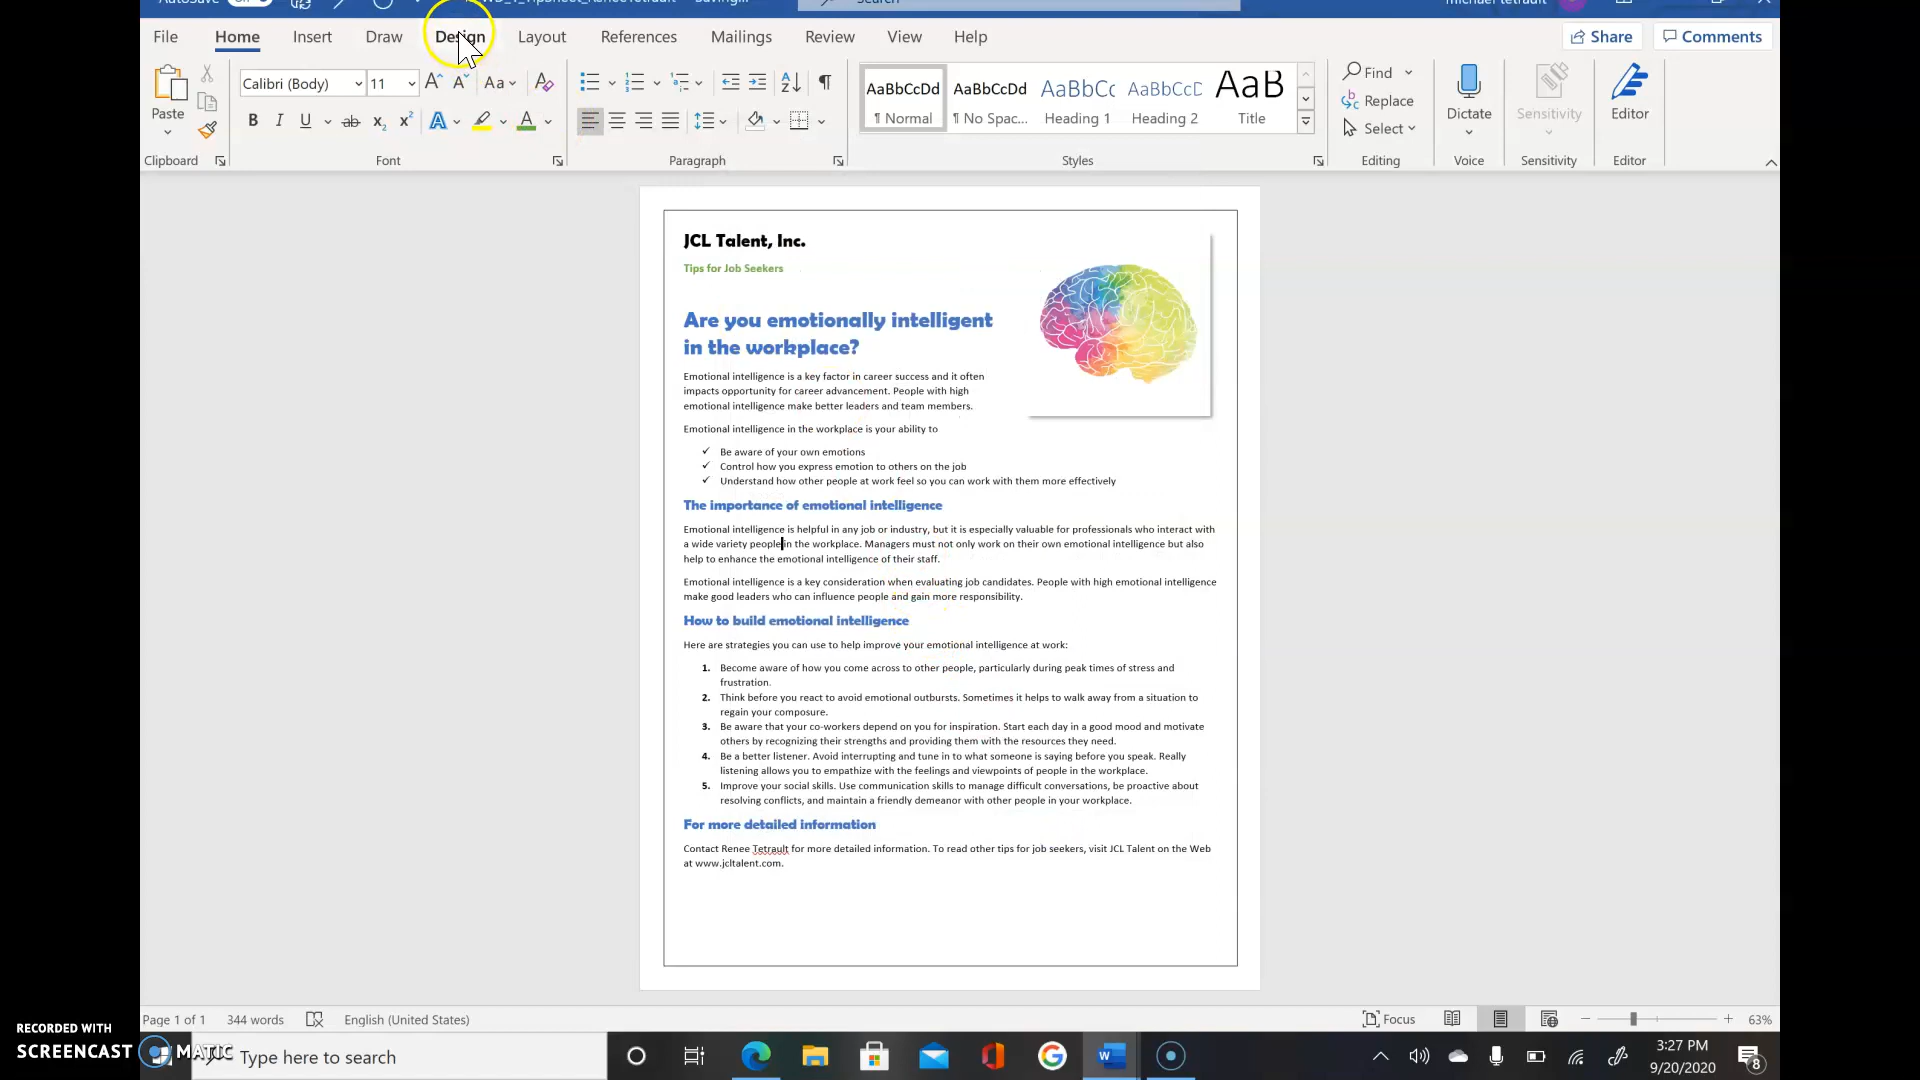 File Home Insert Draw Design Layout References Mailings Review View Help Share Comments
Calibri (Body) 11 Aa
AaBbCcDd AaBbCcDd AaBbCc AaBbCcD AaB
Find
Replace
Select
Paste
B I U ab x₂ x² A A
¶ Normal ¶ No Spac... Heading 1 Heading 2 Title
Dictate Sensitivity Editor
Clipboard Font Paragraph Styles Editing Voice Sensitivity Editor
JCL Talent, Inc.
Tips for Job Seekers
Are you emotionally intelligent
in the workplace?
Emotional intelligence is a key factor in career success and it often
impacts opportunity for career advancement. People with high
emotional intelligence make better leaders and team members.
Emotional intelligence in the workplace is your ability to
✓ Be aware of your own emotions
✓ Control how you express emotion to others on the job
✓ Understand how other people at work feel so you can work with them more effectively
The importance of emotional intelligence
Emotional intelligence is helpful in any job or industry, but it is especially valuable for professionals who interact with
a wide variety people in the workplace. Managers must not only work on their own emotional intelligence but also
help to enhance the emotional intelligence of their staff.
Emotional intelligence is a key consideration when evaluating job candidates. People with high emotional intelligence
make good leaders who can influence people and gain more responsibility.
How to build emotional intelligence
Here are strategies you can use to help improve your emotional intelligence at work:
1. Become aware of how you come across to other people, particularly during peak times of stress and
frustration.
2. Think before you react to avoid emotional outbursts. Sometimes it helps to walk away from a situation to
regain your composure.
3. Be aware that your co-workers depend on you for inspiration. Start each day in a good mood and motivate
others by recognizing their strengths and providing them with the resources they need.
4. Be a better listener. Avoid interrupting and tune in to what someone is saying before you speak. Really
listening allows you to empathize with the feelings and viewpoints of people in the workplace.
5. Improve your social skills. Use communication skills to manage difficult conversations, be proactive about
resolving conflicts, and maintain a friendly demeanor with other people in your workplace.
For more detailed information
Contact Renee Tetrault for more detailed information. To read other tips for job seekers, visit JCL Talent on the Web
at www.jcltalent.com.
Page 1 of 1 344 words English (United States) Focus 63%
RECORDED WITH
SCREENCAST MATIC
Type here to search
3:27 PM
9/20/2020
8